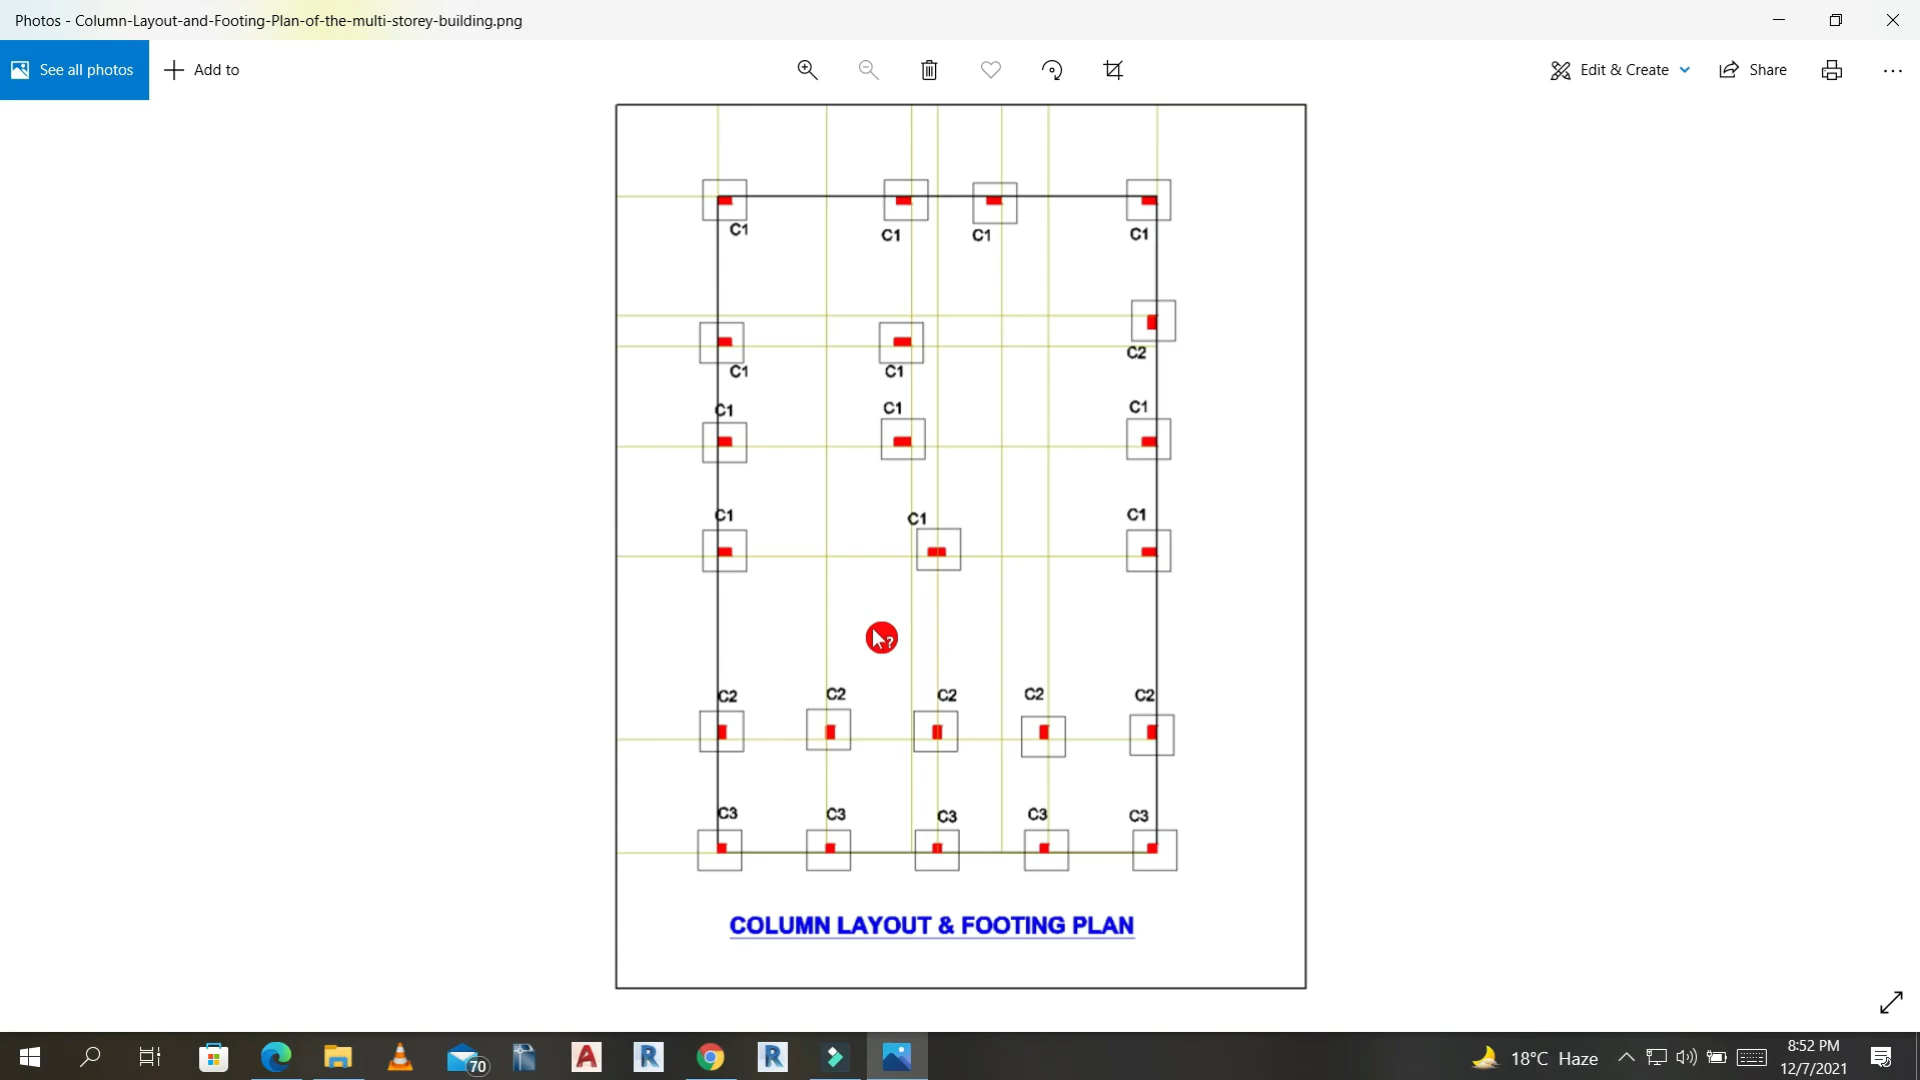 Photos - Column-Layout-and-Footing-Plan-of-the-multi-storey-building.png
See all photos
Add to
Edit & Create
Share
C1
C1
C1
C1
C2
C1
C1
C1
C1
C1
C1
C1
C1
?
C2
C2
C2
C2
C2
C3
C3
C3
C3
C3
COLUMN LAYOUT & FOOTING PLAN
70
A
R
R
18°C Haze
8:52 PM
12/7/2021